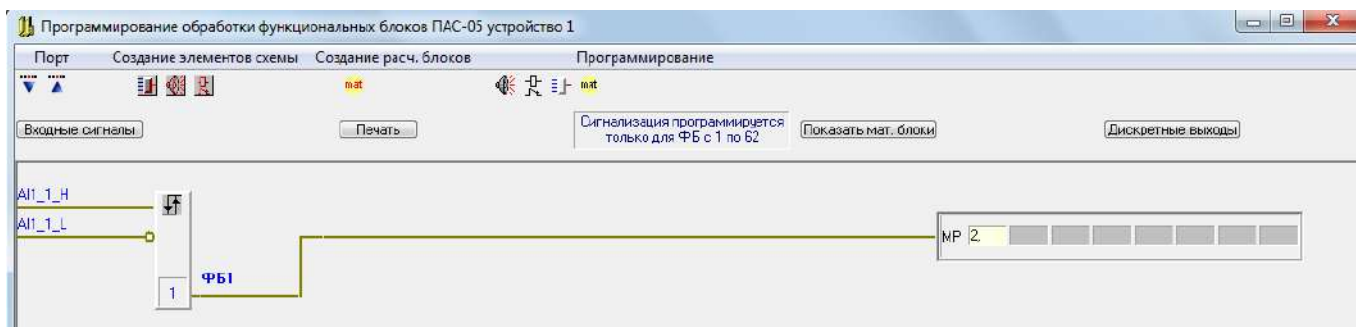 Программирование обработки функциональных блоков ПАС-05 устройство 1
Порт Создание элементов схемы Создание расч. блоков Программирование
mat mat
Входные сигналы Печать Сигнализация программируется только для ФБ с 1 по 62 Показать мат. блоки Дискретные выходы
AI1_1_H
AI1_1_L
МР 2.
ФБ1
1